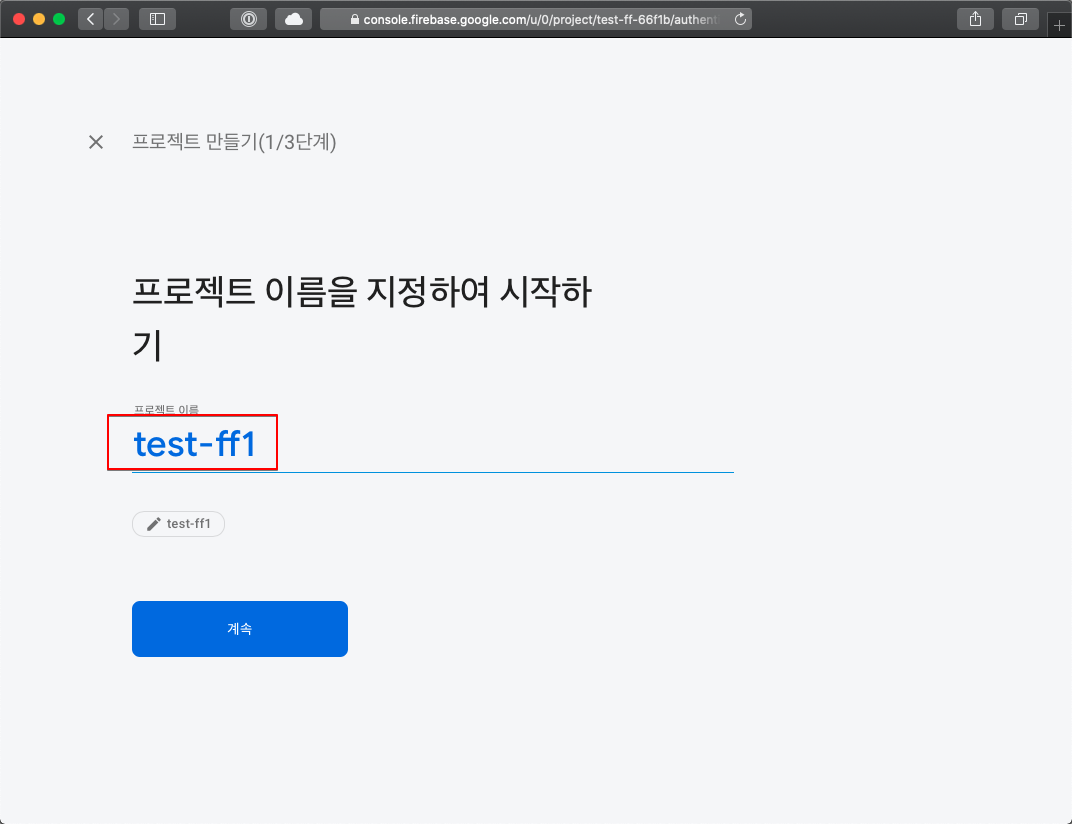 console.firebase.google.com/u/0/project/test-ff-66f1b/authent
프로젝트 만들기(1/3단계)
프로젝트 이름을 지정하여 시작하
기
프로젝트 이름
test-ff1
test-ff1
계속